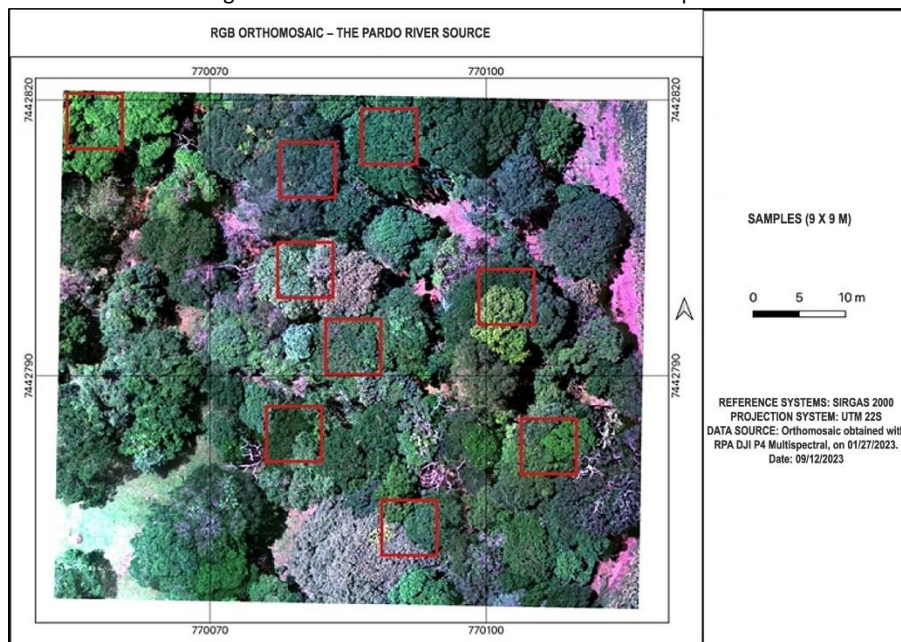 RGB ORTHOMOSAIC – THE PARDO RIVER SOURCE
770070
770100
7442820
7442820
SAMPLES (9 X 9 M)
0 5 10 m
7442790
7442790
REFERENCE SYSTEMS: SIRGAS 2000
PROJECTION SYSTEM: UTM 22S
DATA SOURCE: Orthomosaic obtained with
RPA DJI P4 Multispectral, on 01/27/2023.
Date: 09/12/2023
770070
770100